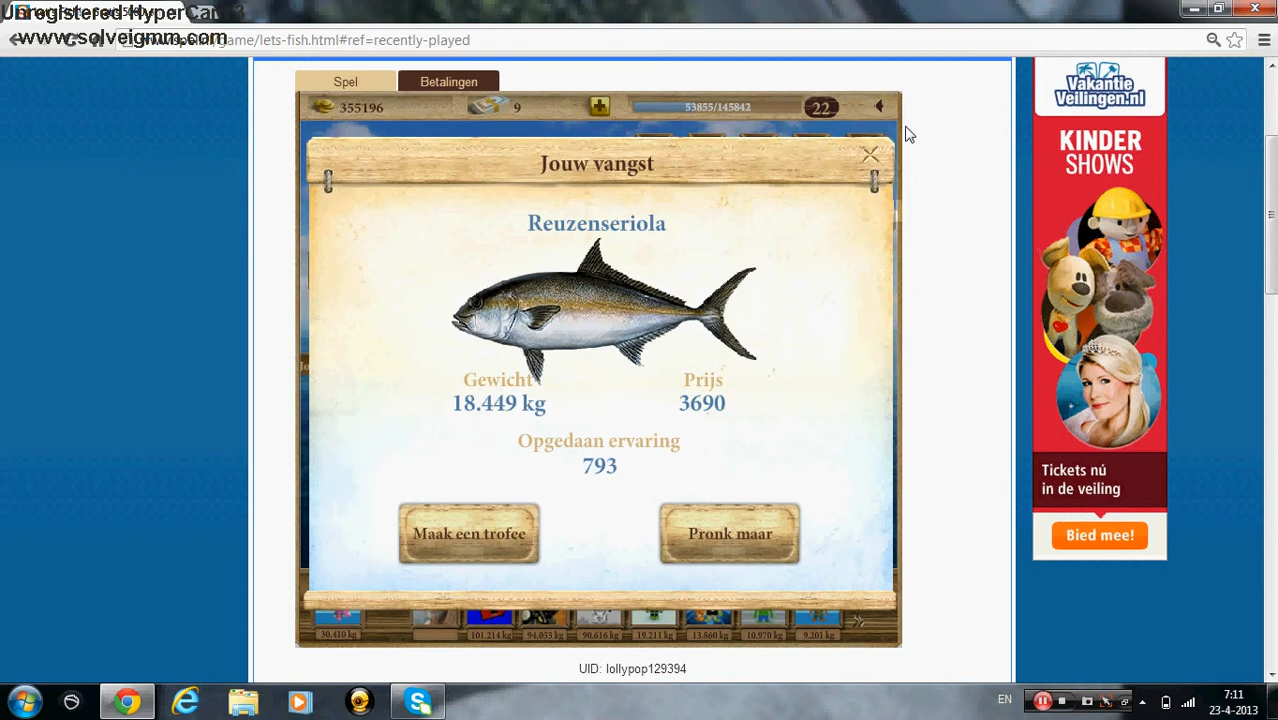 Unregistered HyperCam 3
www.solveigmm.com
game/lets-fish.html#ref=recently-played
Spel
Betalingen
355196
9
53855/145842
22
Jouw vangst
Reuzenseriola
Gewicht
Prijs
18.449 kg
3690
Opgedaan ervaring
793
Maak een trofee
Pronk maar
30.410 kg
101.214 kg
94.053 kg
90.616 kg
19.211 kg
13.860 kg
10.970 kg
9.201 kg
UID: lollypop129394
Vakantie
Veilingen.nl
KINDER
SHOWS
Tickets nú
in de veiling
Bied mee!
EN
7:11
23-4-2013